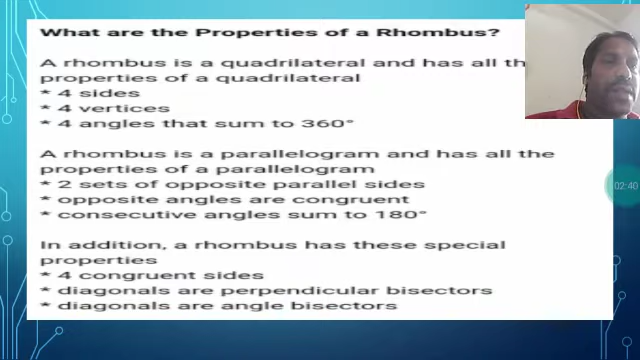 What are the Properties of a Rhombus?
A rhombus is a quadrilateral and has all th
properties of a quadrilateral
* 4 sides
* 4 vertices
* 4 angles that sum to 360°
A rhombus is a parallelogram and has all the
properties of a parallelogram
* 2 sets of opposite parallel sides
* opposite angles are congruent
* consecutive angles sum to 180°
In addition, a rhombus has these special
properties
* 4 congruent sides
* diagonals are perpendicular bisectors
* diagonals are angle bisectors
02:40